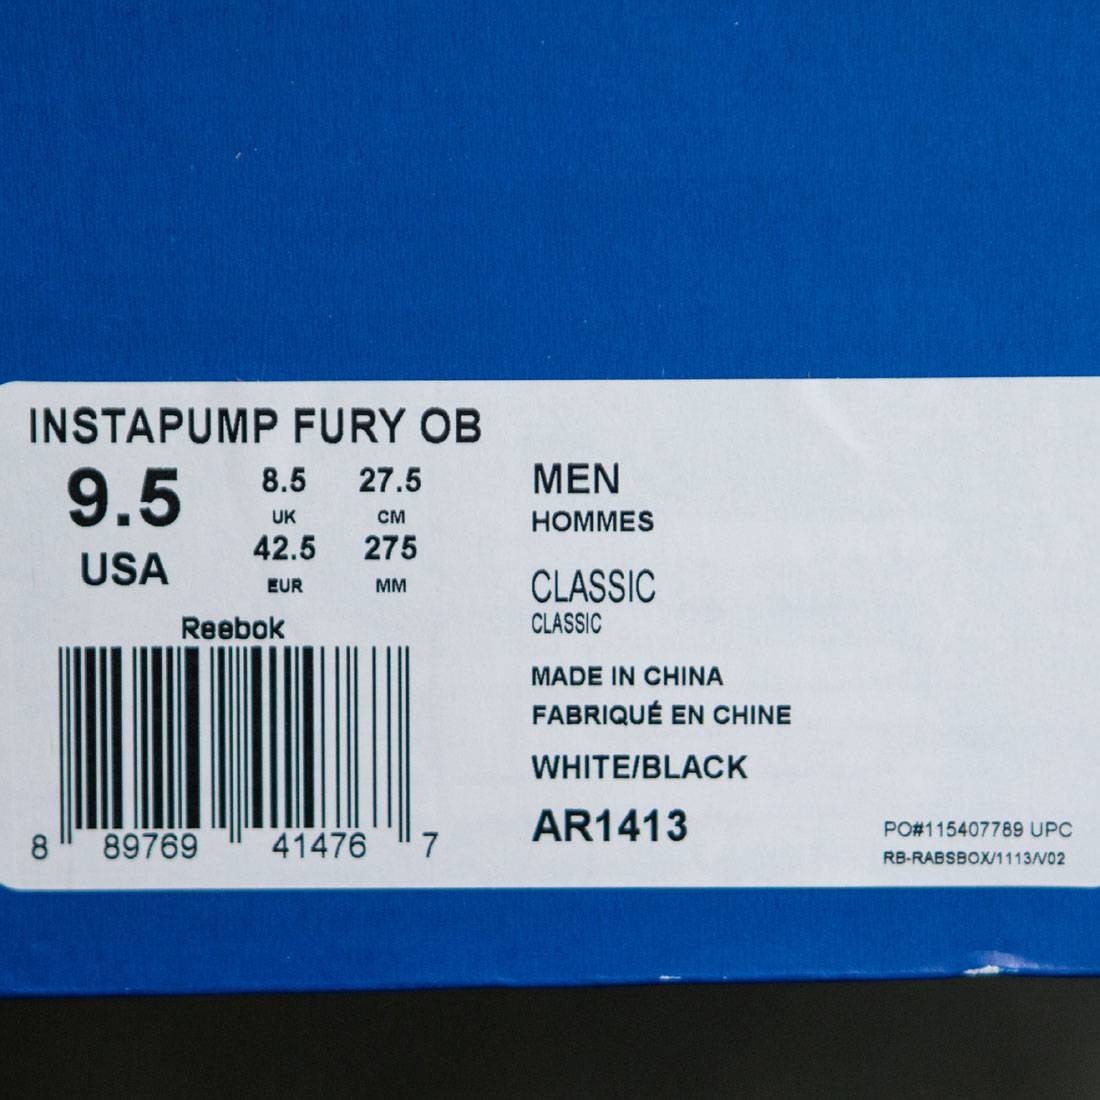 INSTAPUMP FURY OB
9.5
USA
8.5 27.5
UK CM
42.5 275
EUR MM
Reebok
8 89769 41476 7
MEN
HOMMES
CLASSIC
CLASSIC
MADE IN CHINA
FABRIQUÉ EN CHINE
WHITE/BLACK
AR1413
PO#115407789 UPC
RB-RABSBOX/1113/V02